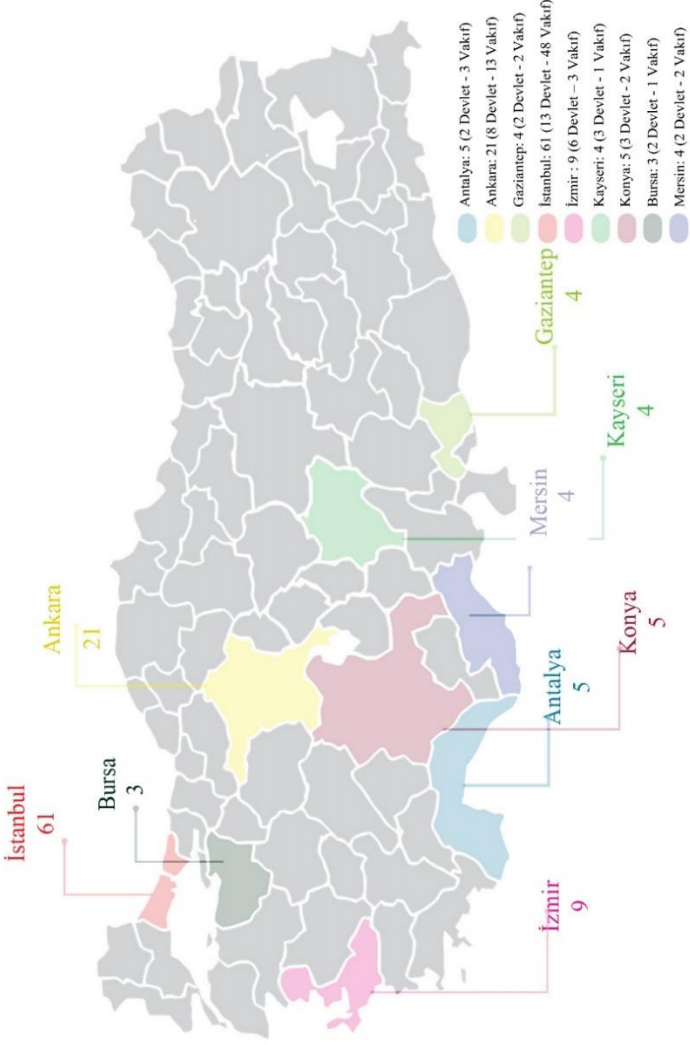 İstanbul
61
Bursa
3
Ankara
21
İzmir
9
Antalya
5
Konya
5
Mersin
4
Kayseri
4
Gaziantep
4
Antalya: 5 (2 Devlet - 3 Vakıf)
Ankara: 21 (8 Devlet - 13 Vakıf)
Gaziantep: 4 (2 Devlet - 2 Vakıf)
İstanbul: 61 (13 Devlet - 48 Vakıf)
İzmir : 9 (6 Devlet – 3 Vakıf)
Kayseri: 4 (3 Devlet - 1 Vakıf)
Konya: 5 (3 Devlet - 2 Vakıf)
Bursa: 3 (2 Devlet - 1 Vakıf)
Mersin: 4 (2 Devlet - 2 Vakıf)